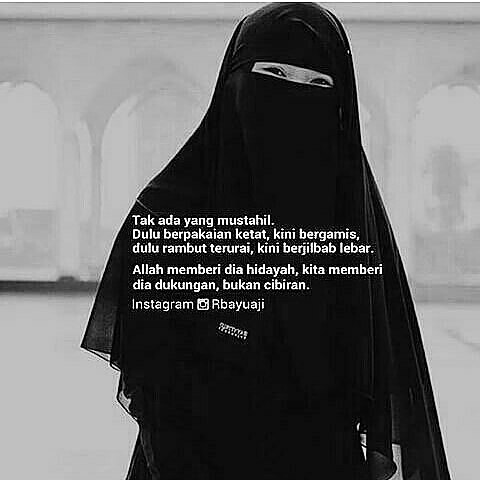 Tak ada yang mustahil.
Dulu berpakaian ketat, kini bergamis,
dulu rambut terurai, kini berjilbab lebar.
Allah memberi dia hidayah, kita memberi
dia dukungan, bukan cibiran.
Instagram Rbayuaji